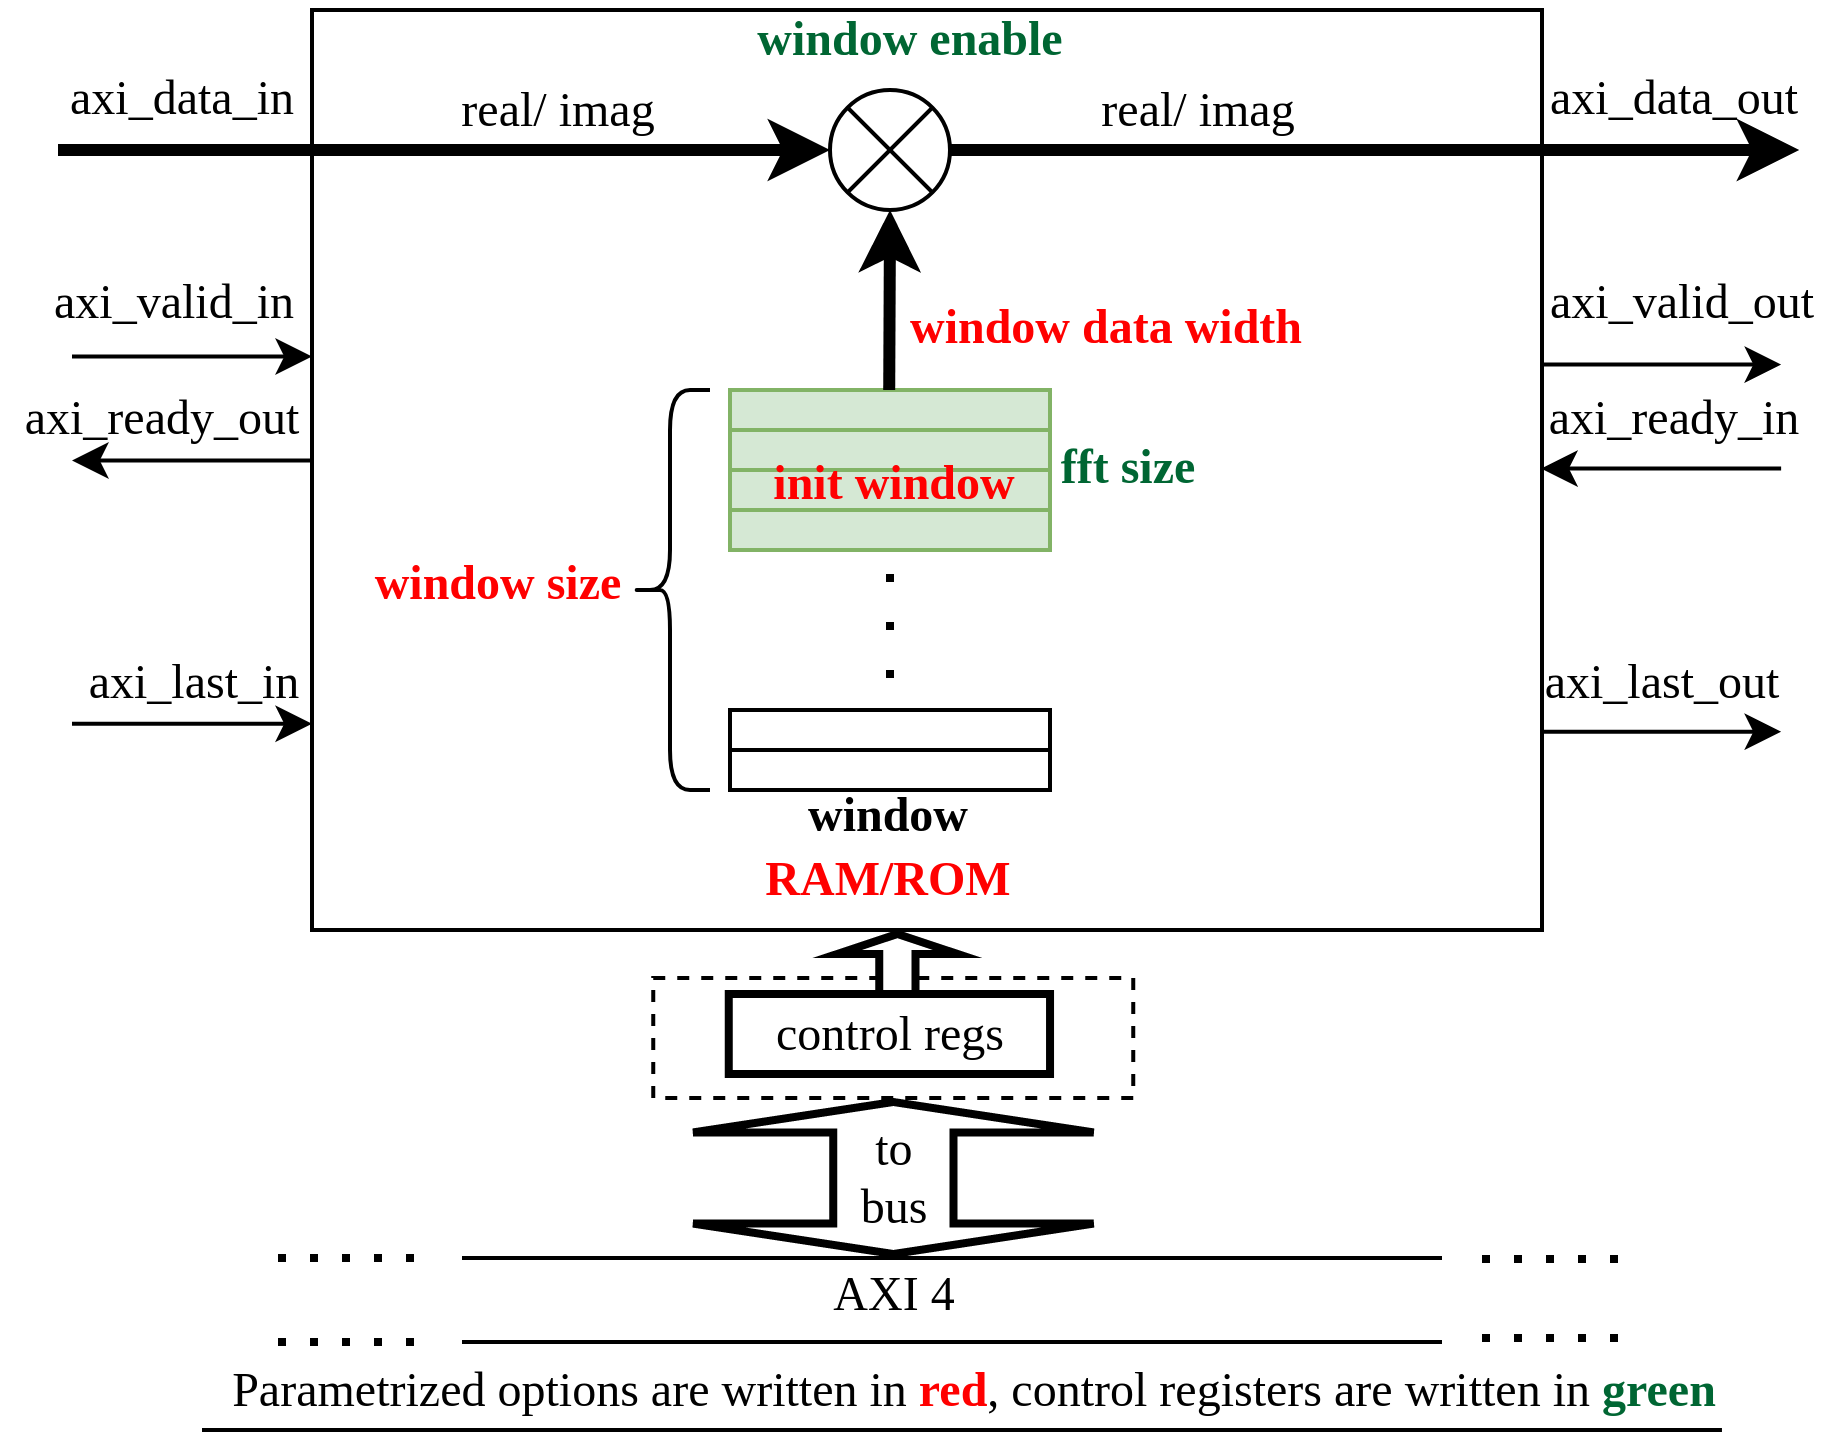 window enable
axi_data_in
real/ imag
real/ imag
axi_data_out
axi_valid_in
window data width
axi_valid_out
axi_ready_out
axi_ready_in
fft size
init window
window size
axi_last_in
axi_last_out
window
RAM/ROM
control regs
to
bus
AXI 4
Parametrized options are written in red, control registers are written in green